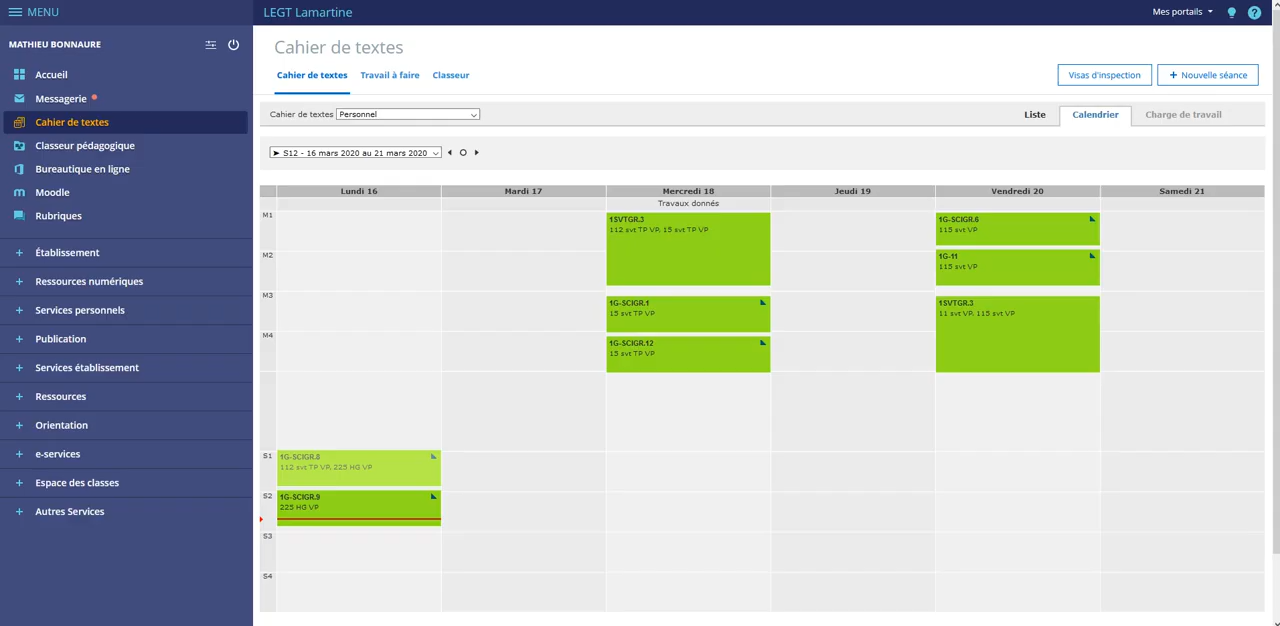 MENU
LEGT Lamartine
Mes portails
MATHIEU BONNAURE
Accueil
Messagerie
Cahier de textes
Classeur pédagogique
Bureautique en ligne
Moodle
Rubriques
+ Établissement
+ Ressources numériques
+ Services personnels
+ Publication
+ Services établissement
+ Ressources
+ Orientation
+ e-services
+ Espace des classes
+ Autres Services
Cahier de textes
Cahier de textes Travail à faire Classeur
Visas d'inspection + Nouvelle séance
Cahier de textes Personnel
Liste Calendrier Charge de travail
► S12 - 16 mars 2020 au 21 mars 2020
Lundi 16 Mardi 17 Mercredi 18 Jeudi 19 Vendredi 20 Samedi 21
Travaux donnés
M1
1SVTGR.3
112 svt TP VP, 15 svt TP VP
1G-SCIGR.6
115 svt VP
M2
1G-11
115 svt VP
M3
1G-SCIGR.1
15 svt TP VP
1SVTGR.3
11 svt VP, 115 svt VP
M4
1G-SCIGR.12
15 svt TP VP
S1
1G-SCIGR.8
112 svt TP VP, 225 HG VP
S2
1G-SCIGR.9
225 HG VP
S3
S4